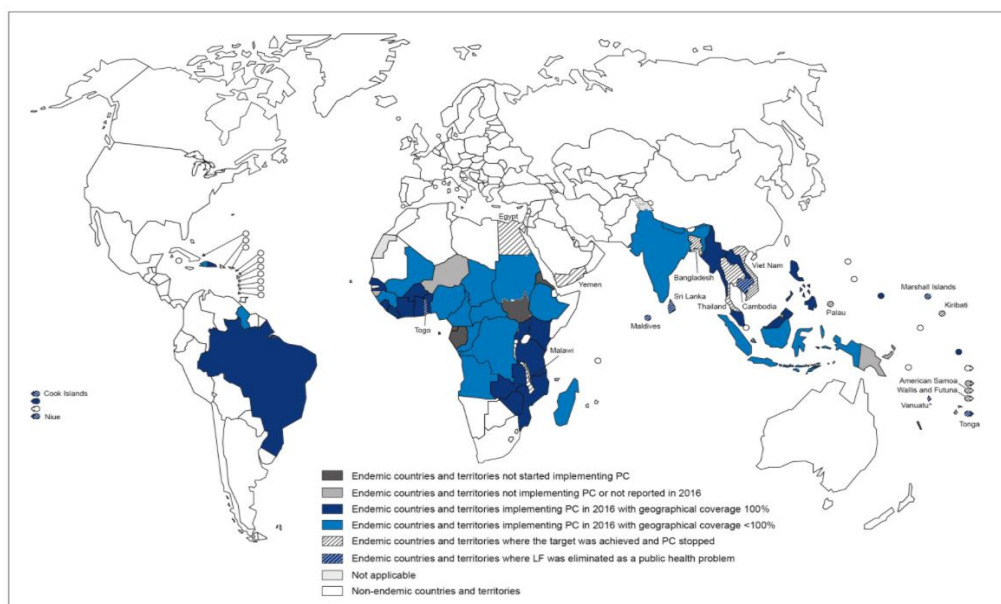 Egypt
Yemen
Togo
Malawi
Bangladesh
Viet Nam
Sri Lanka
Thailand
Cambodia
Maldives
Palau
Marshall Islands
Kiribati
American Samoa
Wallis and Futuna
Vanuatu^
Tonga
Cook Islands
Niue
Endemic countries and territories not started implementing PC
Endemic countries and territories not implementing PC or not reported in 2016
Endemic countries and territories implementing PC in 2016 with geographical coverage 100%
Endemic countries and territories implementing PC in 2016 with geographical coverage <100%
Endemic countries and territories where the target was achieved and PC stopped
Endemic countries and territories where LF was eliminated as a public health problem
Not applicable
Non-endemic countries and territories